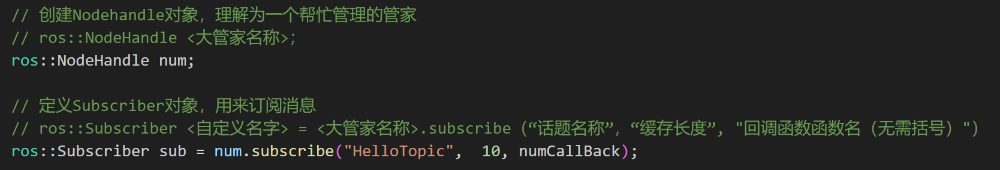 // 创建Nodehandle对象，理解为一个帮忙管理的管家
// ros::NodeHandle <大管家名称>;
ros::NodeHandle num;
// 定义Subscriber对象，用来订阅消息
// ros::Subscriber <自定义名字> = <大管家名称>.subscribe（“话题名称”，“缓存长度”, "回调函数函数名（无需括号）"）
ros::Subscriber sub = num.subscribe("HelloTopic",  10, numCallBack);